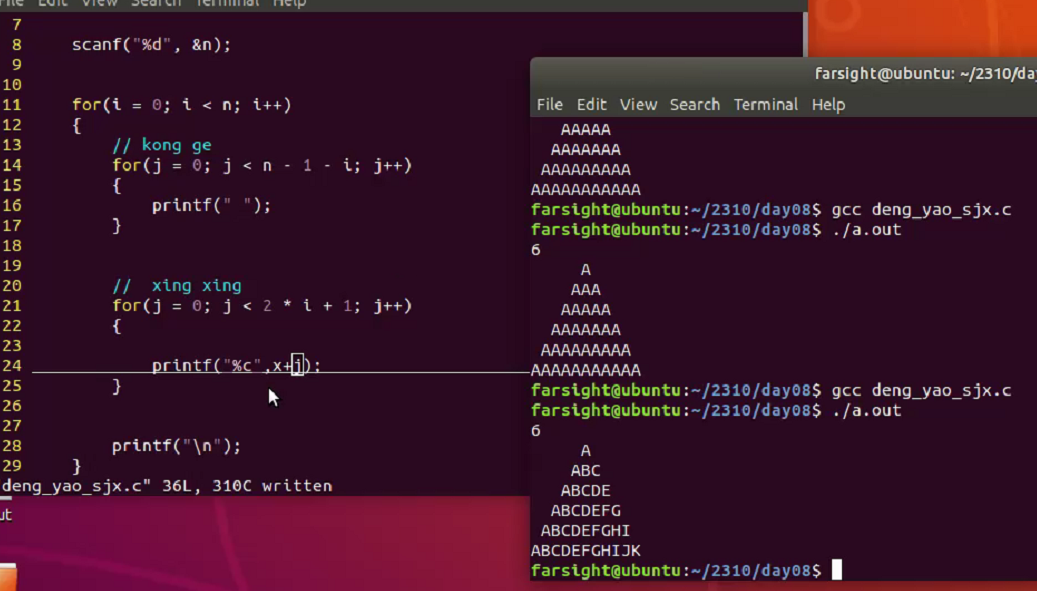 File Edit View Search Terminal Help
7
8 scanf("%d", &n);
9
10
11 for(i = 0; i < n; i++)
12 {
13 // kong ge
14 for(j = 0; j < n - 1 - i; j++)
15 {
16 printf(" ");
17 }
18
19
20 // xing xing
21 for(j = 0; j < 2 * i + 1; j++)
22 {
23
24 printf("%c",x+j);
25 }
26
27
28 printf("\n");
29 }
deng_yao_sjx.c" 36L, 310C written
ut
farsight@ubuntu: ~/2310/da
File Edit View Search Terminal Help
AAAAA
AAAAAAA
AAAAAAAAA
AAAAAAAAAAA
farsight@ubuntu:~/2310/day08$ gcc deng_yao_sjx.c
farsight@ubuntu:~/2310/day08$ ./a.out
6
A
AAA
AAAAA
AAAAAAA
AAAAAAAAA
AAAAAAAAAAA
farsight@ubuntu:~/2310/day08$ gcc deng_yao_sjx.c
farsight@ubuntu:~/2310/day08$ ./a.out
6
A
ABC
ABCDE
ABCDEFG
ABCDEFGHI
ABCDEFGHIJK
farsight@ubuntu:~/2310/day08$